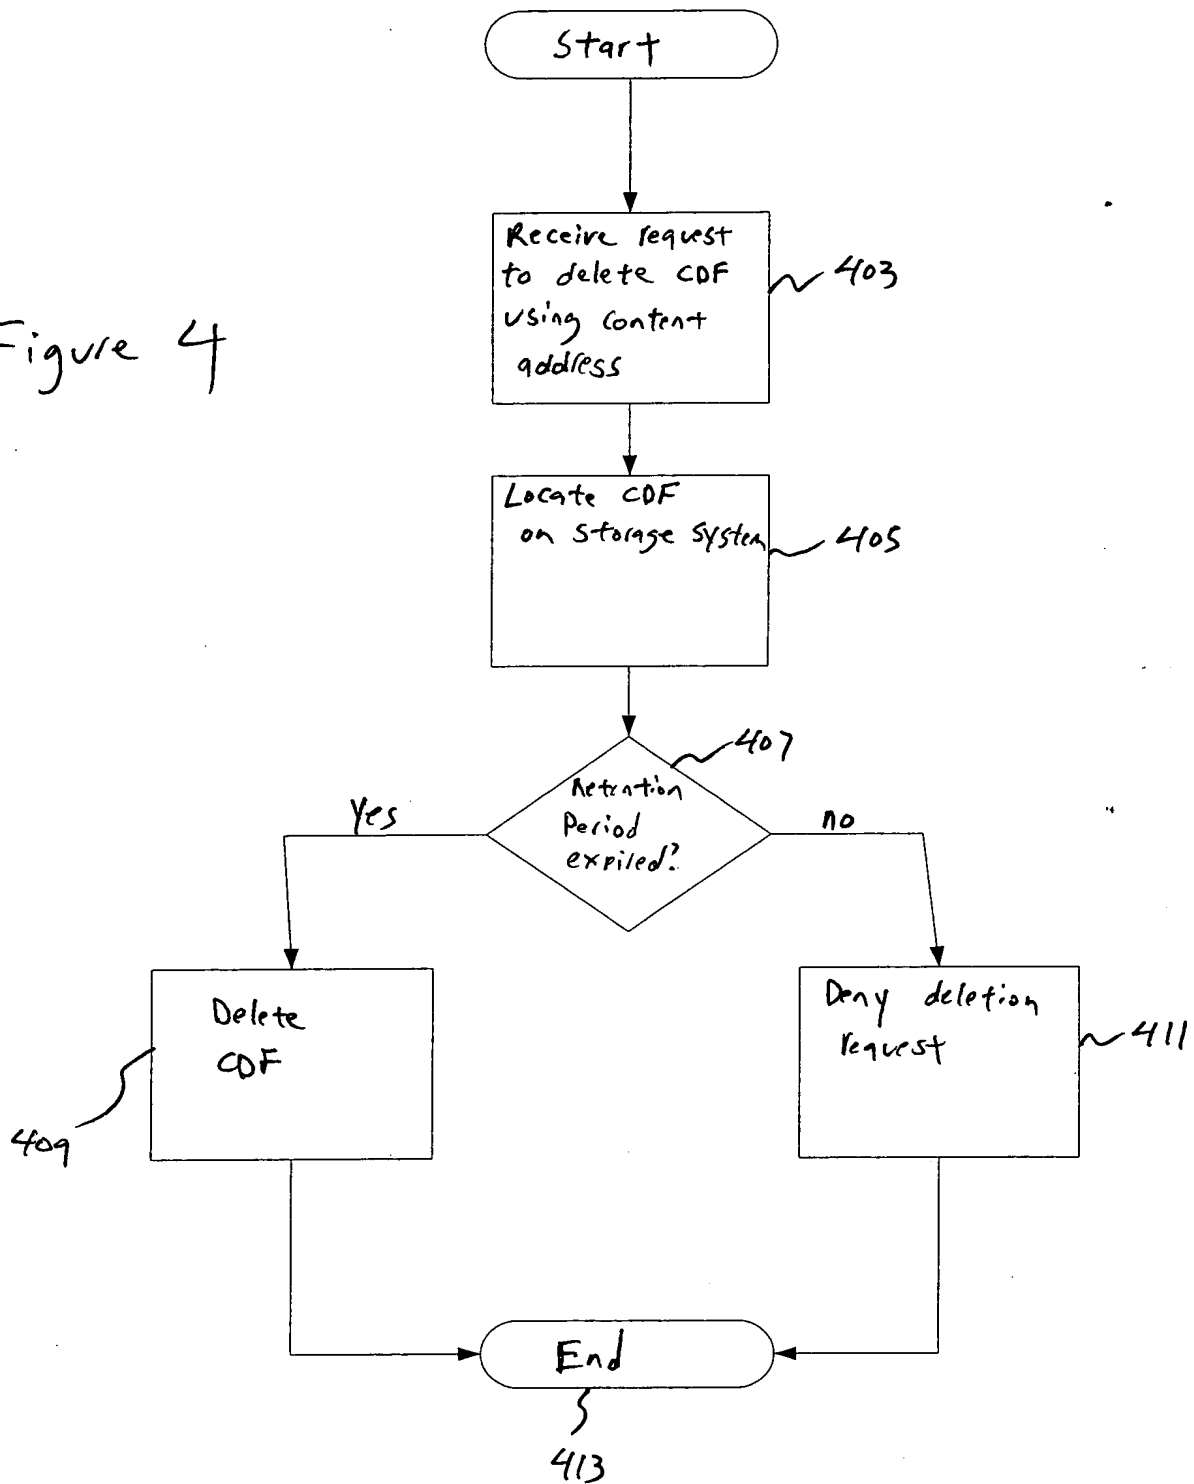 Start
Receive request
to delete CDF
using content
address
403
Figure 4
Locate CDF
on storage system
405
407
Retention
Period
expired?
Yes
no
Delete
CDF
409
Deny deletion
request
411
End
413